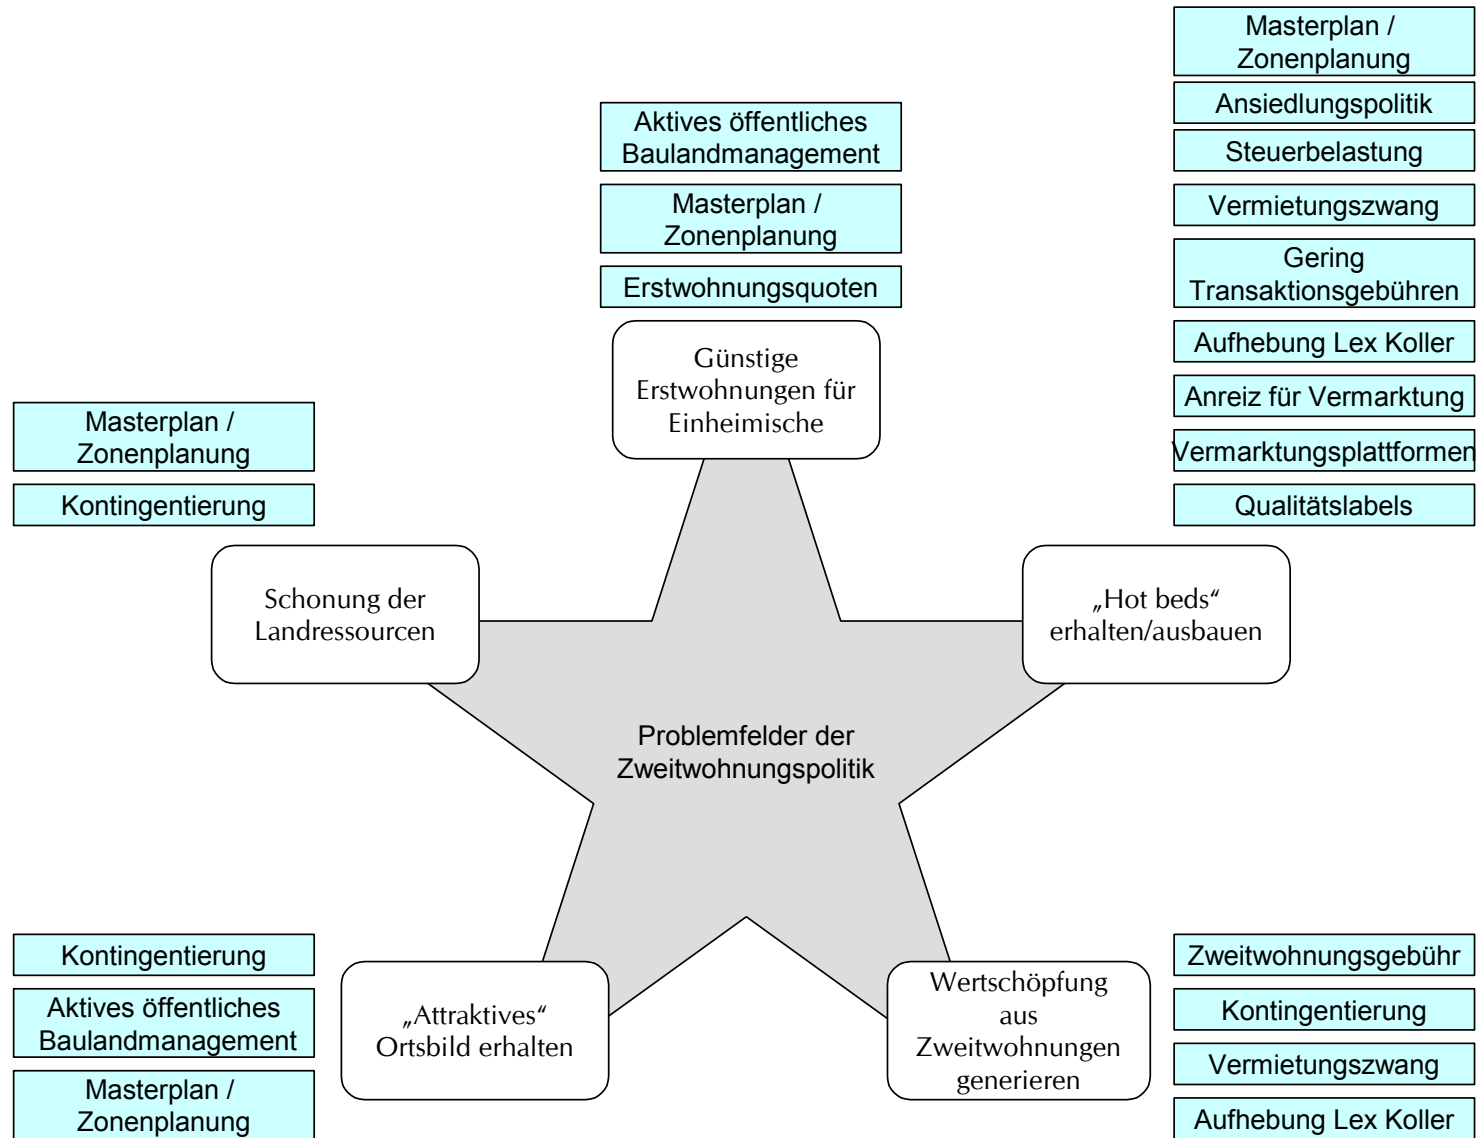 Masterplan /
Zonenplanung
Ansiedlungspolitik
Steuerbelastung
Vermietungszwang
Gering
Transaktionsgebühren
Aufhebung Lex Koller
Anreiz für Vermarktung
Vermarktungsplattformen
Qualitätslabels
Aktives öffentliches
Baulandmanagement
Masterplan /
Zonenplanung
Erstwohnungsquoten
Günstige
Erstwohnungen für
Einheimische
Masterplan /
Zonenplanung
Kontingentierung
Schonung der
Landressourcen
„Hot beds“
erhalten/ausbauen
Problemfelder der
Zweitwohnungspolitik
Kontingentierung
Aktives öffentliches
Baulandmanagement
Masterplan /
Zonenplanung
„Attraktives“
Ortsbild erhalten
Wertschöpfung
aus
Zweitwohnungen
generieren
Zweitwohnungsgebühr
Kontingentierung
Vermietungszwang
Aufhebung Lex Koller